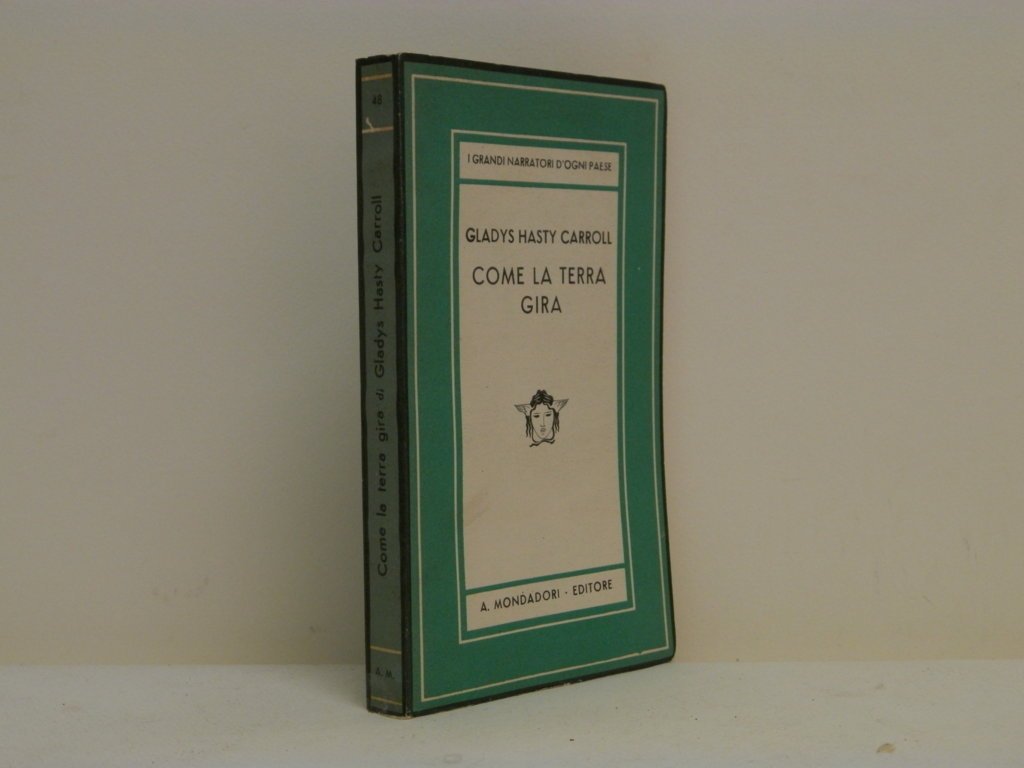 I GRANDI NARRATORI D'OGNI PAESE
GLADYS HASTY CARROLL
COME LA TERRA
GIRA
A. MONDADORI · EDITORE
48
Come la terra gira di Gladys Hasty Carroll
A. M.